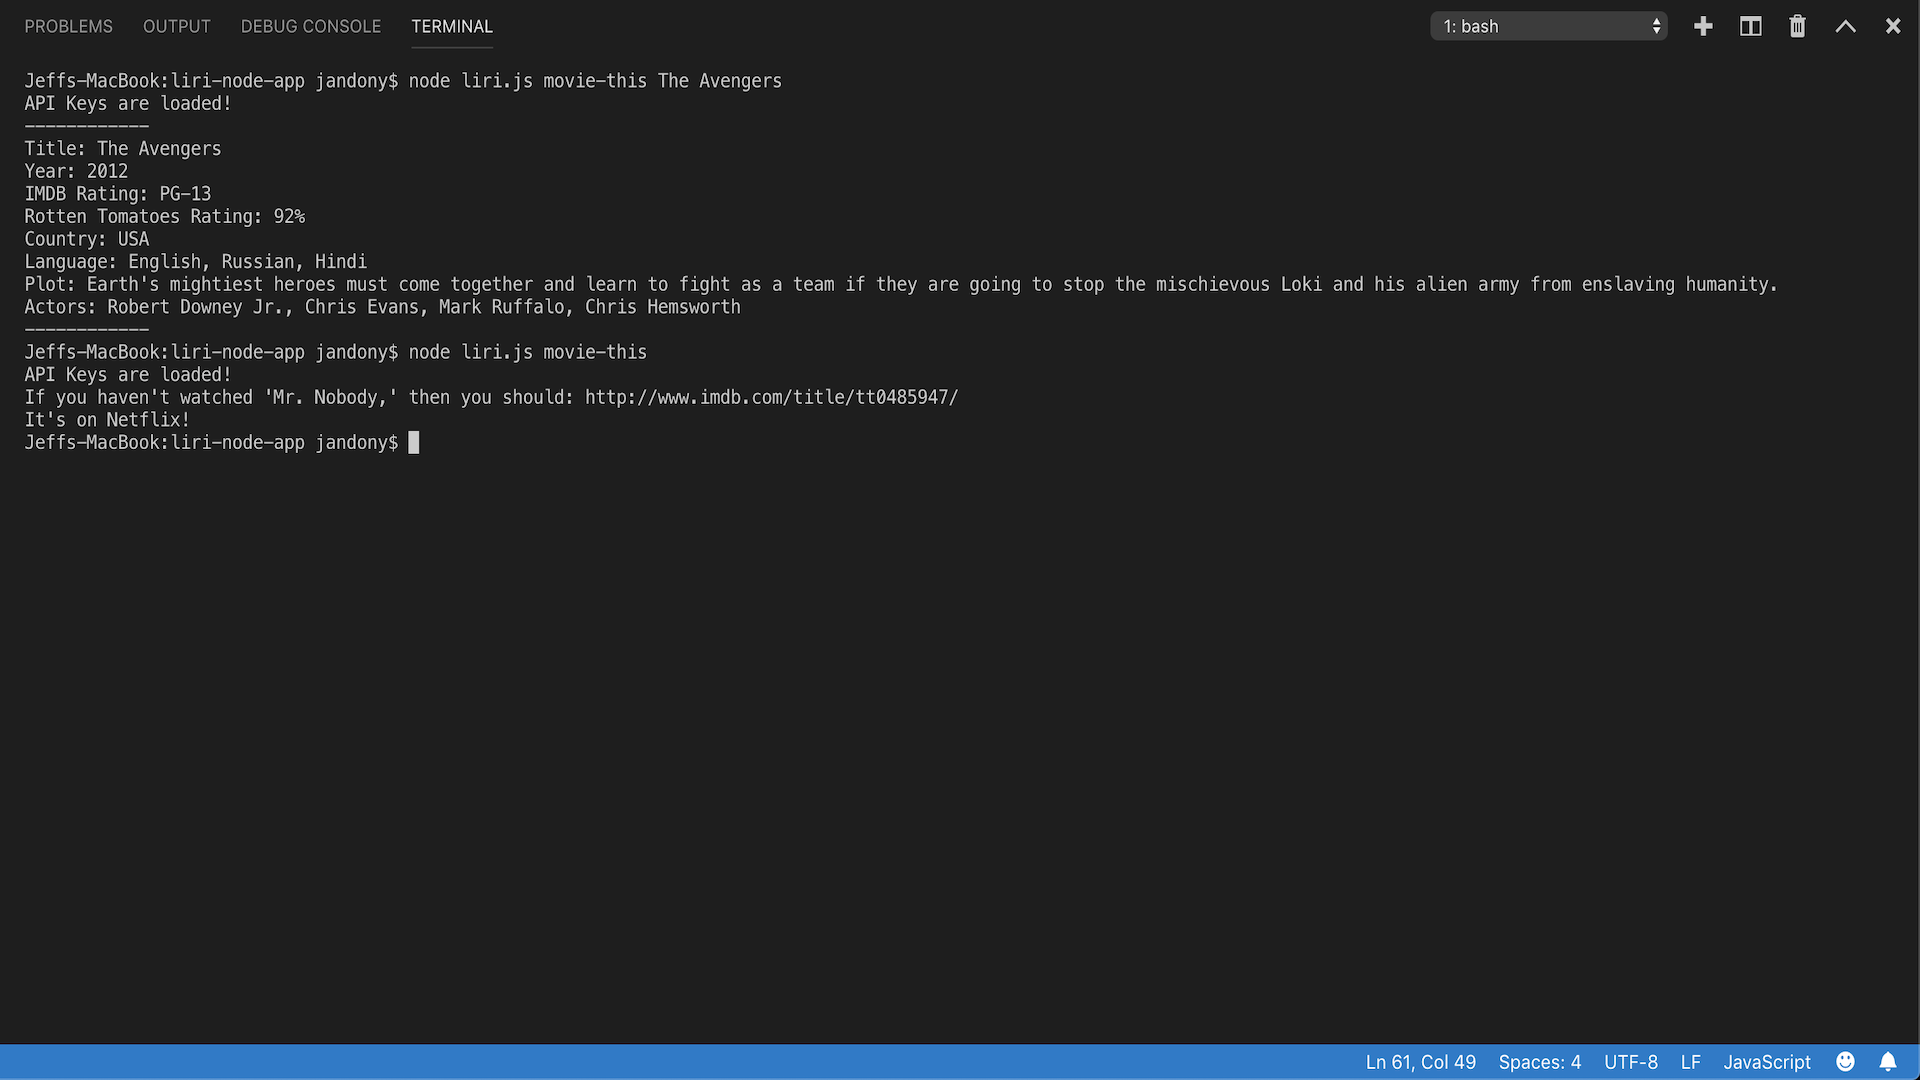 PROBLEMS OUTPUT DEBUG CONSOLE TERMINAL 1: bash
Jeffs-MacBook:liri-node-app jandony$ node liri.js movie-this The Avengers
API Keys are loaded!
------------
Title: The Avengers
Year: 2012
IMDB Rating: PG-13
Rotten Tomatoes Rating: 92%
Country: USA
Language: English, Russian, Hindi
Plot: Earth's mightiest heroes must come together and learn to fight as a team if they are going to stop the mischievous Loki and his alien army from enslaving humanity.
Actors: Robert Downey Jr., Chris Evans, Mark Ruffalo, Chris Hemsworth
------------
Jeffs-MacBook:liri-node-app jandony$ node liri.js movie-this
API Keys are loaded!
If you haven't watched 'Mr. Nobody,' then you should: http://www.imdb.com/title/tt0485947/
It's on Netflix!
Jeffs-MacBook:liri-node-app jandony$
Ln 61, Col 49 Spaces: 4 UTF-8 LF JavaScript